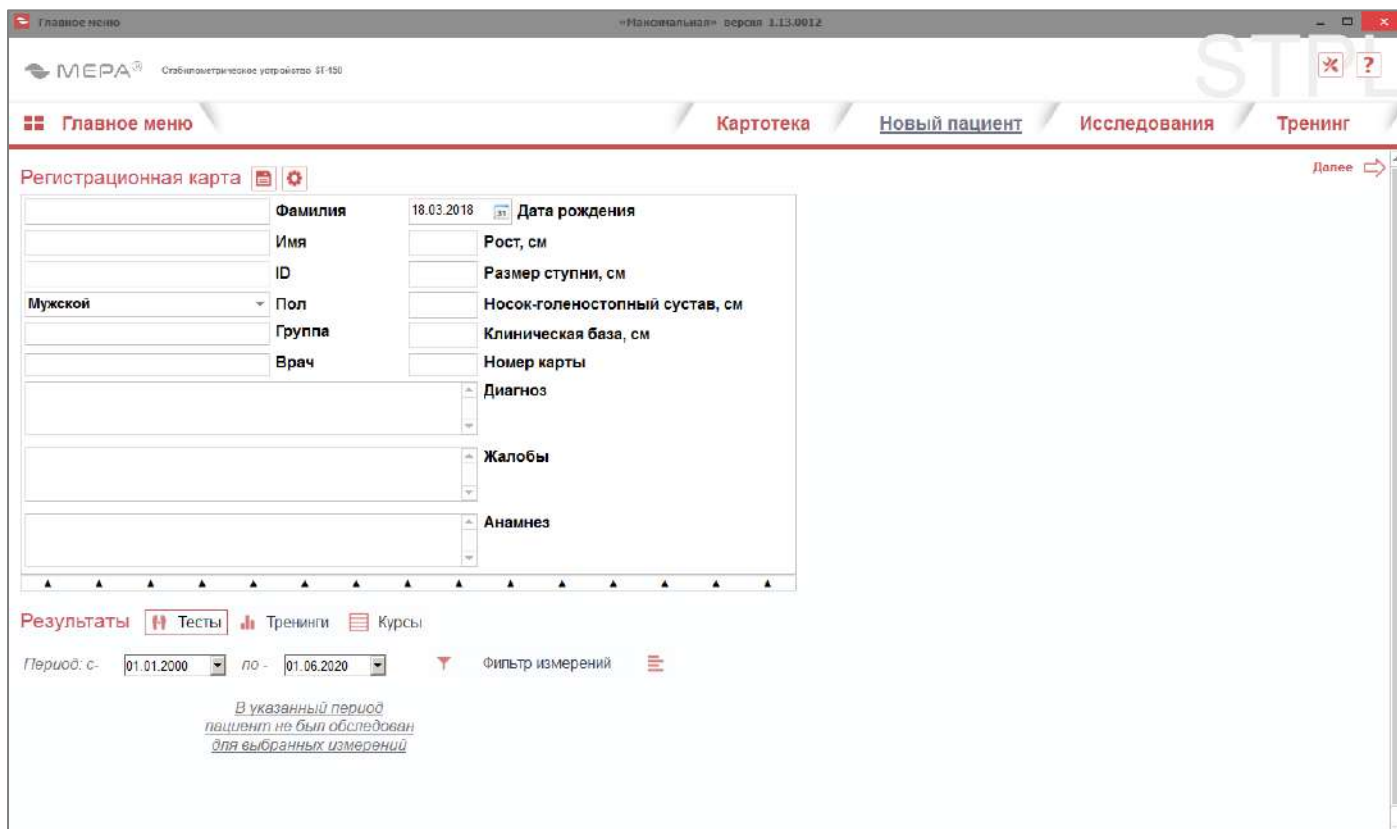 Главное меню
«Максимальная» версия 1.13.0012
МЕРА® Стабилометрическое устройство ST-150
STPL
?
Главное меню Картотека Новый пациент Исследования Тренинг
Далее
Регистрационная карта
Фамилия 18.03.2018 31 Дата рождения
Имя Рост, см
ID Размер ступни, см
Мужской Пол Носок-голеностопный сустав, см
Группа Клиническая база, см
Врач Номер карты
Диагноз
Жалобы
Анамнез
Результаты Тесты Тренинги Курсы
Период: с- 01.01.2000 по - 01.06.2020 Фильтр измерений
В указанный период
пациент не был обследован
для выбранных измерений